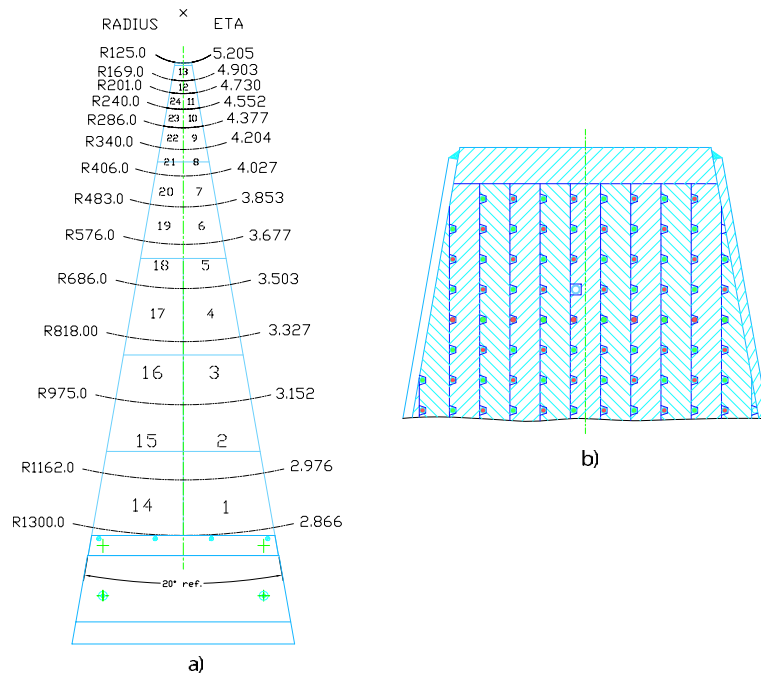 × RADIUS ETA
R125.0 5.205
R169.0 13 4.903
R201.0 12 4.730
R240.0 24 11 4.552
R286.0 23 10 4.377
R340.0 22 9 4.204
R406.0 21 8 4.027
R483.0 20 7 3.853
R576.0 19 6 3.677
R686.0 18 5 3.503
R818.00 17 4 3.327
R975.0 16 3 3.152
R1162.0 15 2 2.976
R1300.0 14 1 2.866
20° ref.
a)
b)